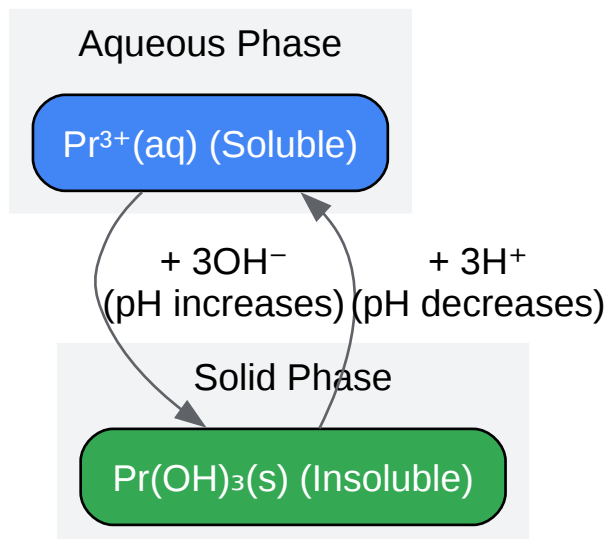 Aqueous Phase
Pr³⁺(aq) (Soluble)
+ 3OH⁻
(pH increases)
+ 3H⁺
(pH decreases)
Solid Phase
Pr(OH)₃(s) (Insoluble)